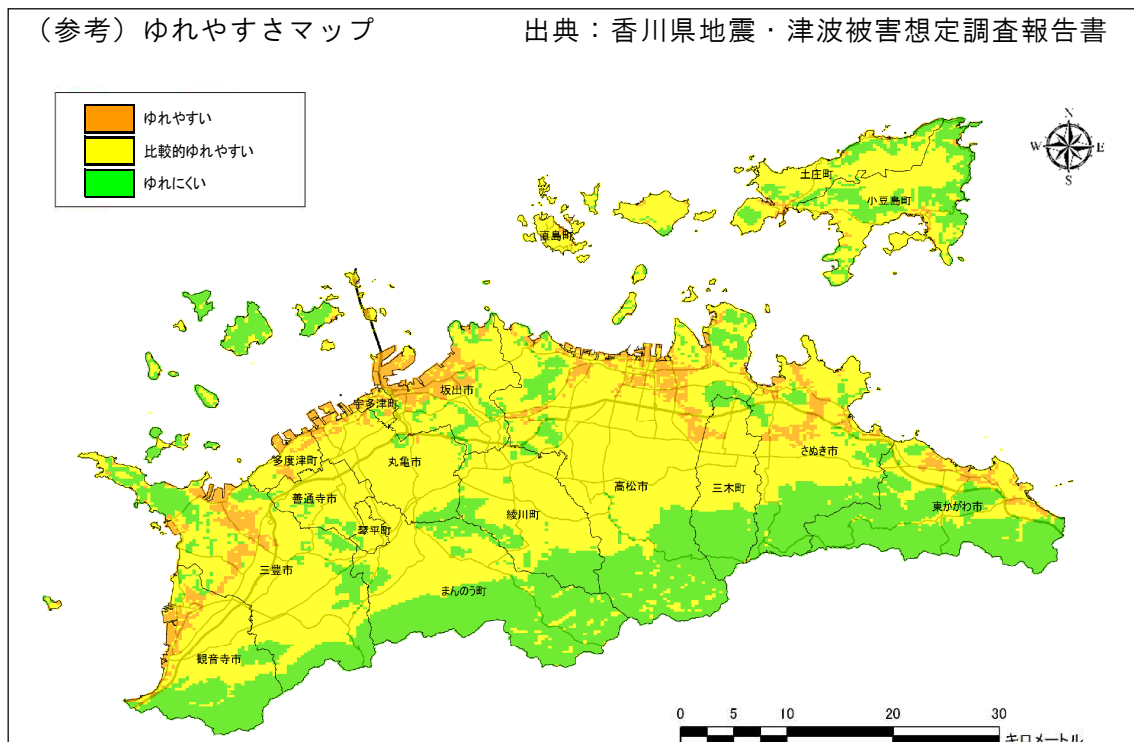 （参考）ゆれやすさマップ
出典：香川県地震・津波被害想定調査報告書
ゆれやすい
比較的ゆれやすい
ゆれにくい
N
W E
S
土庄町
小豆島町
直島町
坂出市
宇多津町
多度津町
丸亀市
さぬき市
善通寺市
高松市
三木町
綾川町
東かがわ市
琴平町
三豊市
まんのう町
観音寺市
0 5 10 20 30
キロメートル